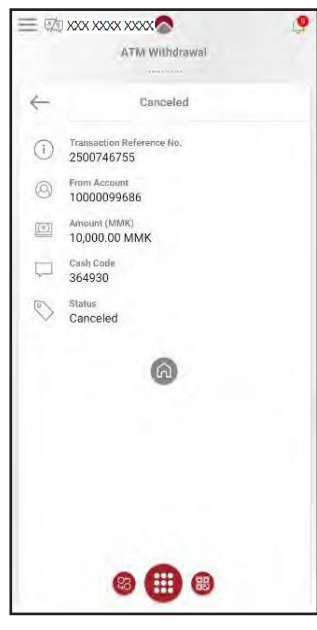 XXX XXXX XXXX
9
ATM Withdrawal
Canceled
Transaction Reference No.
2500746755
From Account
10000099686
Amount (MMK)
10,000.00 MMK
Cash Code
364930
Status
Canceled